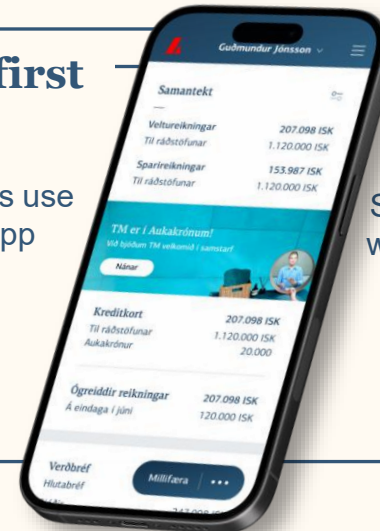 first
s use
pp
S
w
Guðmundur Jónsson
Samantekt
Veltureikningar 207.098 ISK
Til ráðstöfunar 1.120.000 ISK
Sparireikningar 153.987 ISK
Til ráðstöfunar 1.120.000 ISK
TM er í Aukakrónum!
Við bjóðum TM velkomið í samstarf
Nánar
Kreditkort 207.098 ISK
Til ráðstöfunar 1.120.000 ISK
Aukakrónur 20.000
Ógreiddir reikningar 207.098 ISK
Á eindaga í júní 120.000 ISK
Verðbréf
Hlutabréf
Millifæra